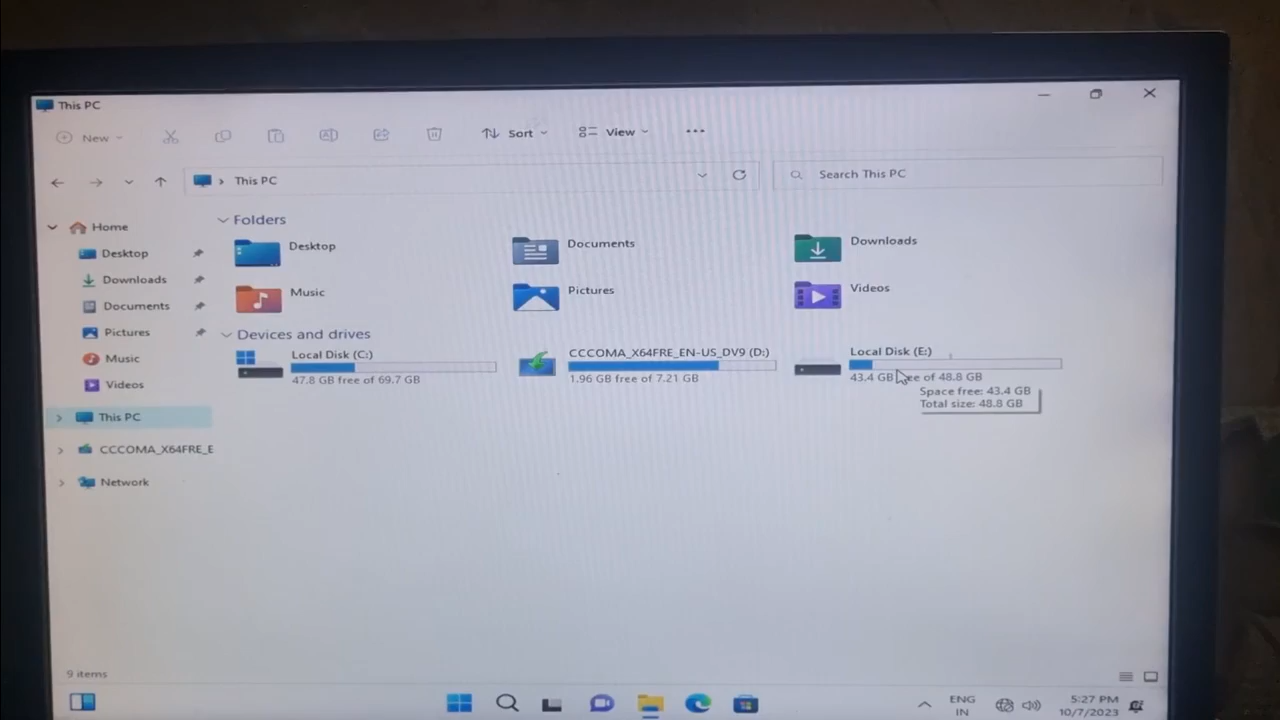 This PC
New
Sort
View
This PC
Search This PC
Home
Desktop
Downloads
Documents
Pictures
Music
Videos
This PC
CCCOMA_X64FRE_E
Network
Folders
Desktop
Documents
Downloads
Music
Pictures
Videos
Devices and drives
Local Disk (C:)
47.8 GB free of 69.7 GB
CCCOMA_X64FRE_EN-US_DV9 (D:)
1.96 GB free of 7.21 GB
Local Disk (E:)
43.4 GB free of 48.8 GB
Space free: 43.4 GB
Total size: 48.8 GB
9 items
ENG
IN
5:27 PM
10/7/2023